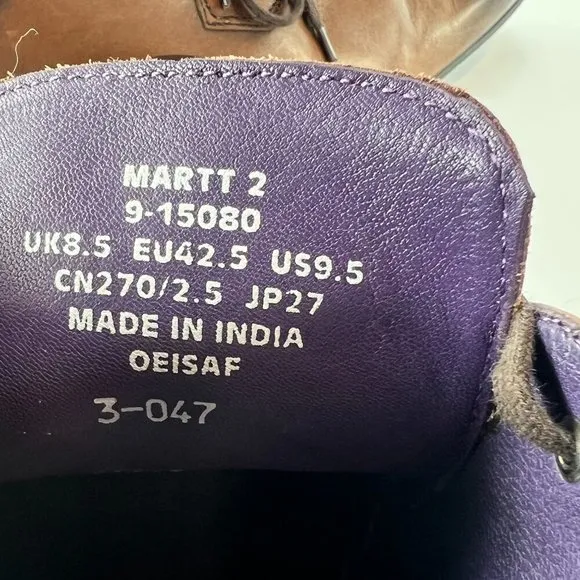 MARTT 2
9-15080
UK8.5 EU42.5 US9.5
CN270/2.5 JP27
MADE IN INDIA
OEISAF
3-047